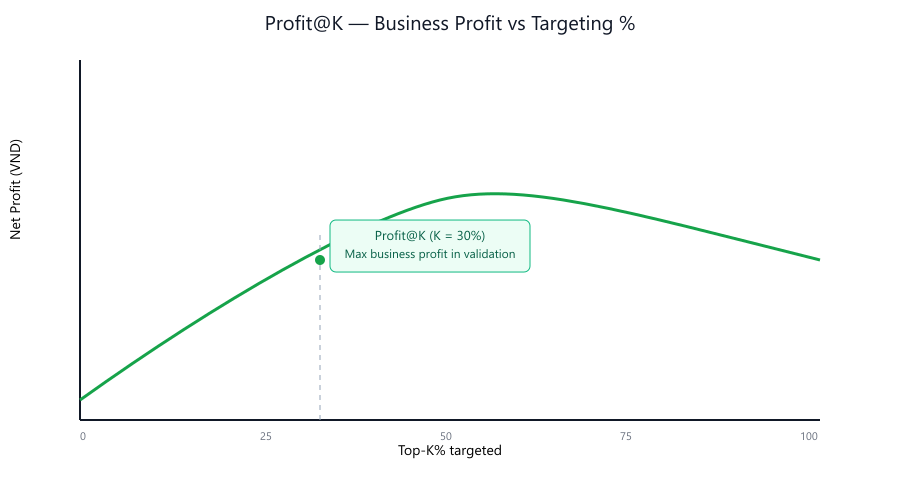 Profit@K — Business Profit vs Targeting %
Net Profit (VND)
Profit@K (K = 30%)
Max business profit in validation
0 25 50 75 100
Top-K% targeted